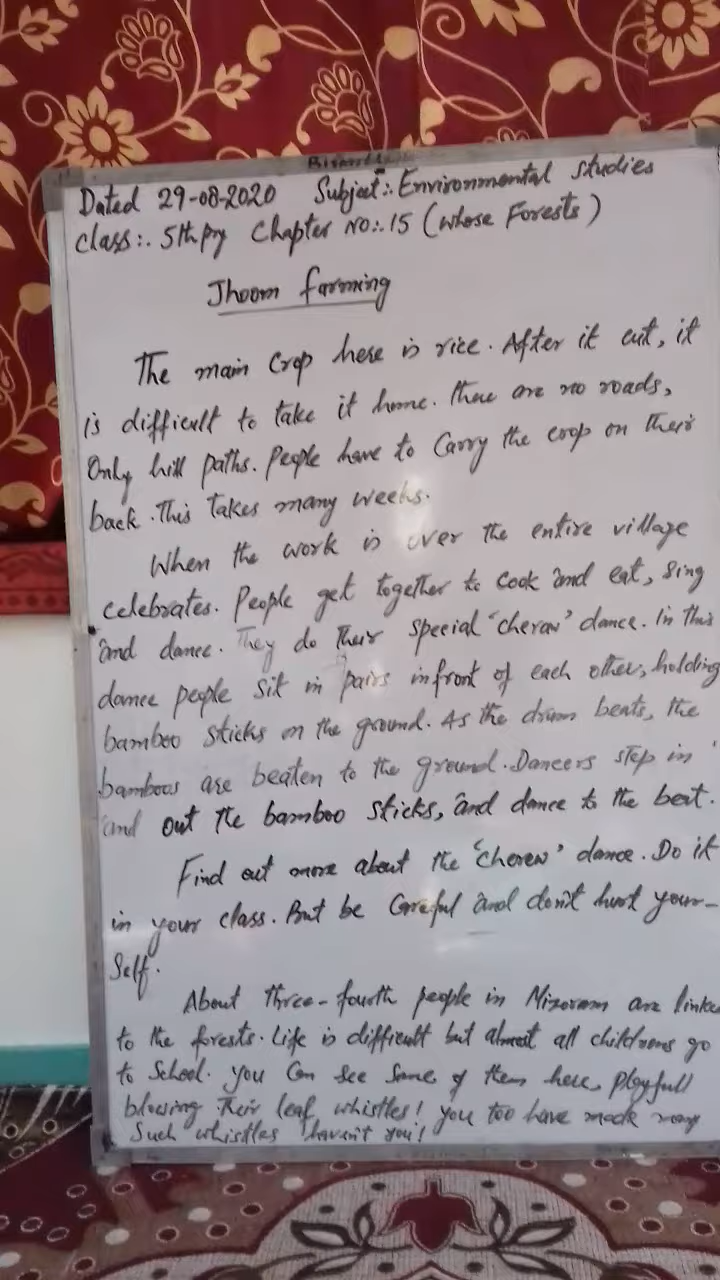 Dated 29-08-2020 Subject:. Environmental studies
Class:. 5th py Chapter No:. 15 (whose Forests)
Jhoom farming
The main Crop here is rice. After it cut, it
is difficult to take it home. there are no roads,
Only hill paths. People have to Carry the crop on their
back. This takes many weeks.
When the work is over the entire village
celebrates. People get together to cook and eat, sing
and dance. They do their special 'cheraw' dance. In this
dance people sit in pairs infront of each other, holding
bamboo sticks on the ground. As the drum beats, the
bamboos are beaten to the ground. Dancers step in
and out the bamboo sticks, and dance to the beat.
Find out more about the 'cherew' dance. Do it
in your class. But be Careful and don't hurt your-
Self.
About three-fourth people in Mizoram are linke
to the forests. Life is difficult but almost all childrens go
to School. you Can see some of them here, playfull
blowing their leaf whistles! you too have made many
Such whistles haven't you!